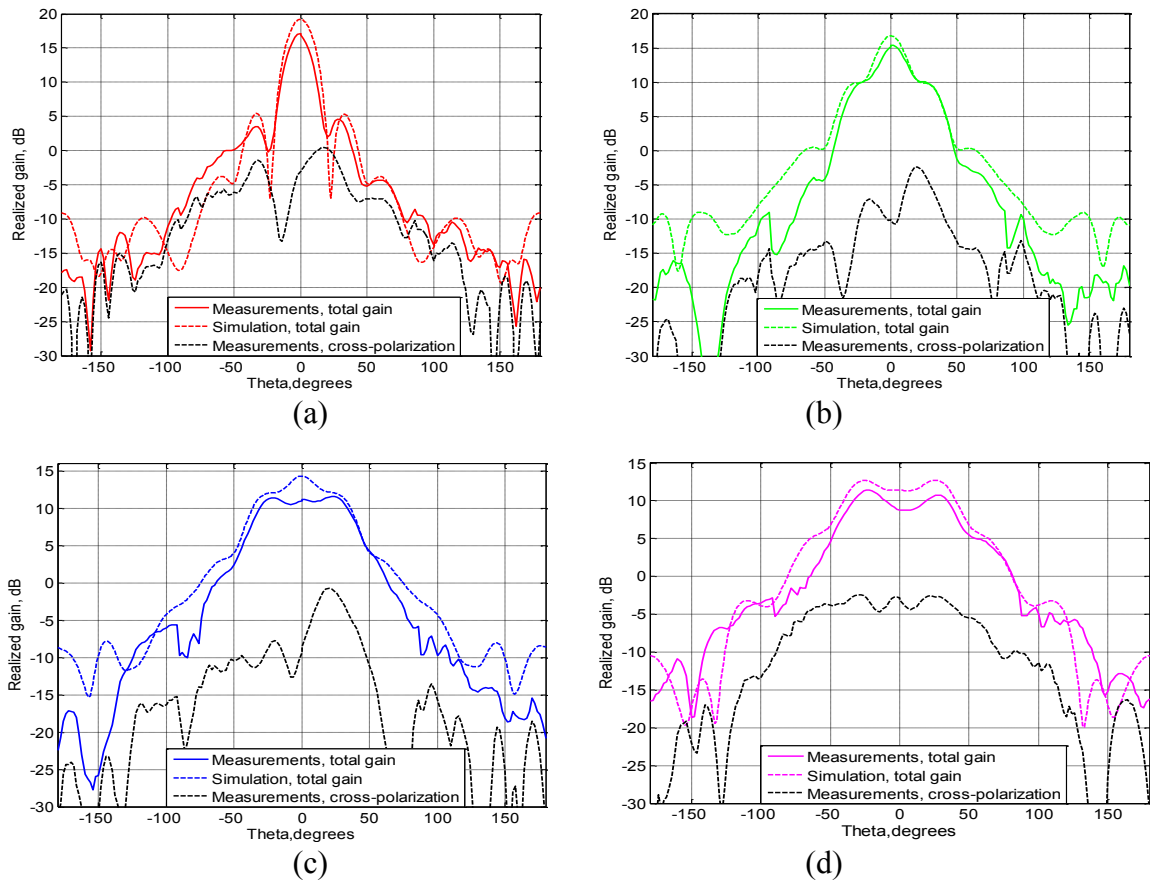 20
15
10
5
0
-5
-10
-15
-20
-25
-30
Realized gain, dB
Measurements, total gain
Simulation, total gain
Measurements, cross-polarization
-150 -100 -50 0 50 100 150
Theta,degrees
(a)
20
15
10
5
0
-5
-10
-15
-20
-25
-30
Realized gain, dB
Measurements, total gain
Simulation, total gain
Measurements, cross-polarization
-150 -100 -50 0 50 100 150
Theta,degrees
(b)
15
10
5
0
-5
-10
-15
-20
-25
-30
Realized gain, dB
Measurements, total gain
Simulation, total gain
Measurements, cross-polarization
-150 -100 -50 0 50 100 150
Theta,degrees
(c)
15
10
5
0
-5
-10
-15
-20
-25
-30
Realized gain, dB
Measurements, total gain
Simulation, total gain
Measurements, cross-polarization
-150 -100 -50 0 50 100 150
Theta,degrees
(d)